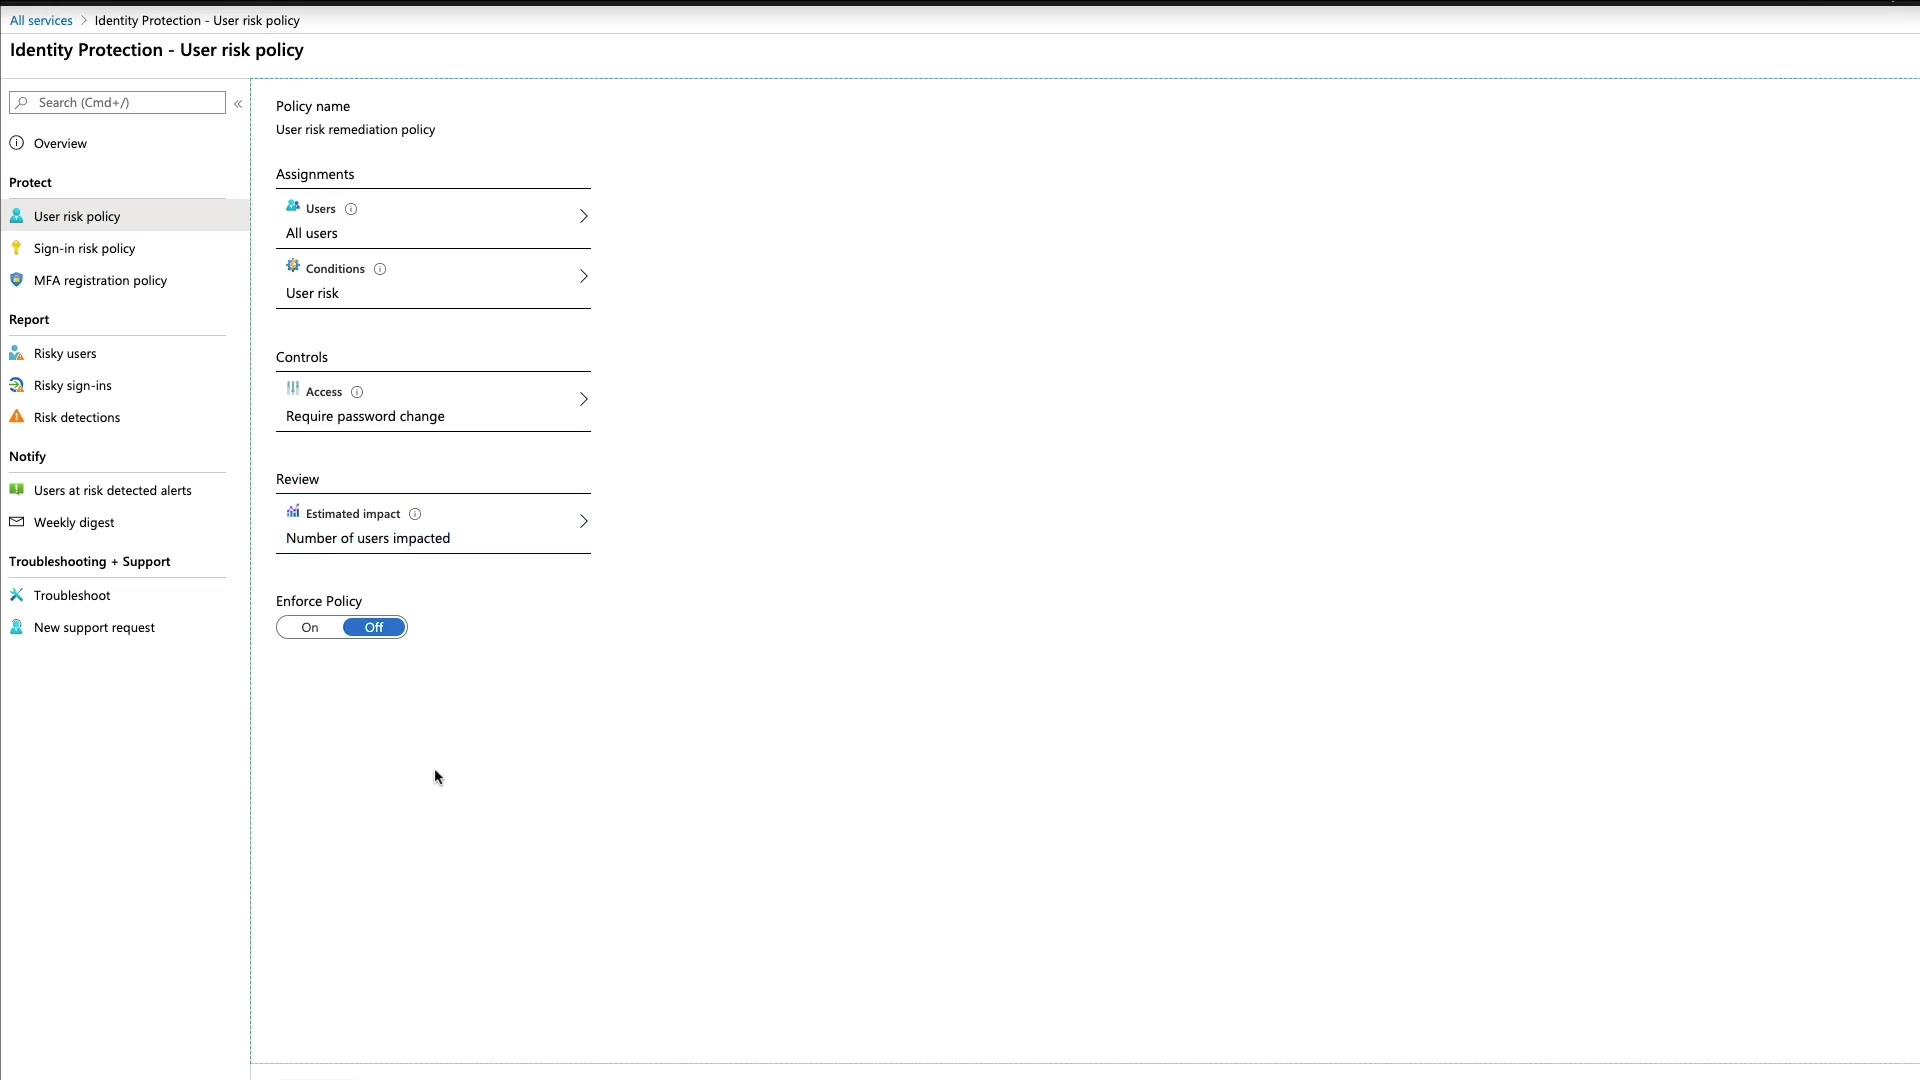 All services > Identity Protection - User risk policy
Identity Protection - User risk policy
Search (Cmd+/)
«
Overview
Protect
User risk policy
Sign-in risk policy
MFA registration policy
Report
Risky users
Risky sign-ins
Risk detections
Notify
Users at risk detected alerts
Weekly digest
Troubleshooting + Support
Troubleshoot
New support request
Policy name
User risk remediation policy
Assignments
Users
All users
Conditions
User risk
Controls
Access
Require password change
Review
Estimated impact
Number of users impacted
Enforce Policy
On Off